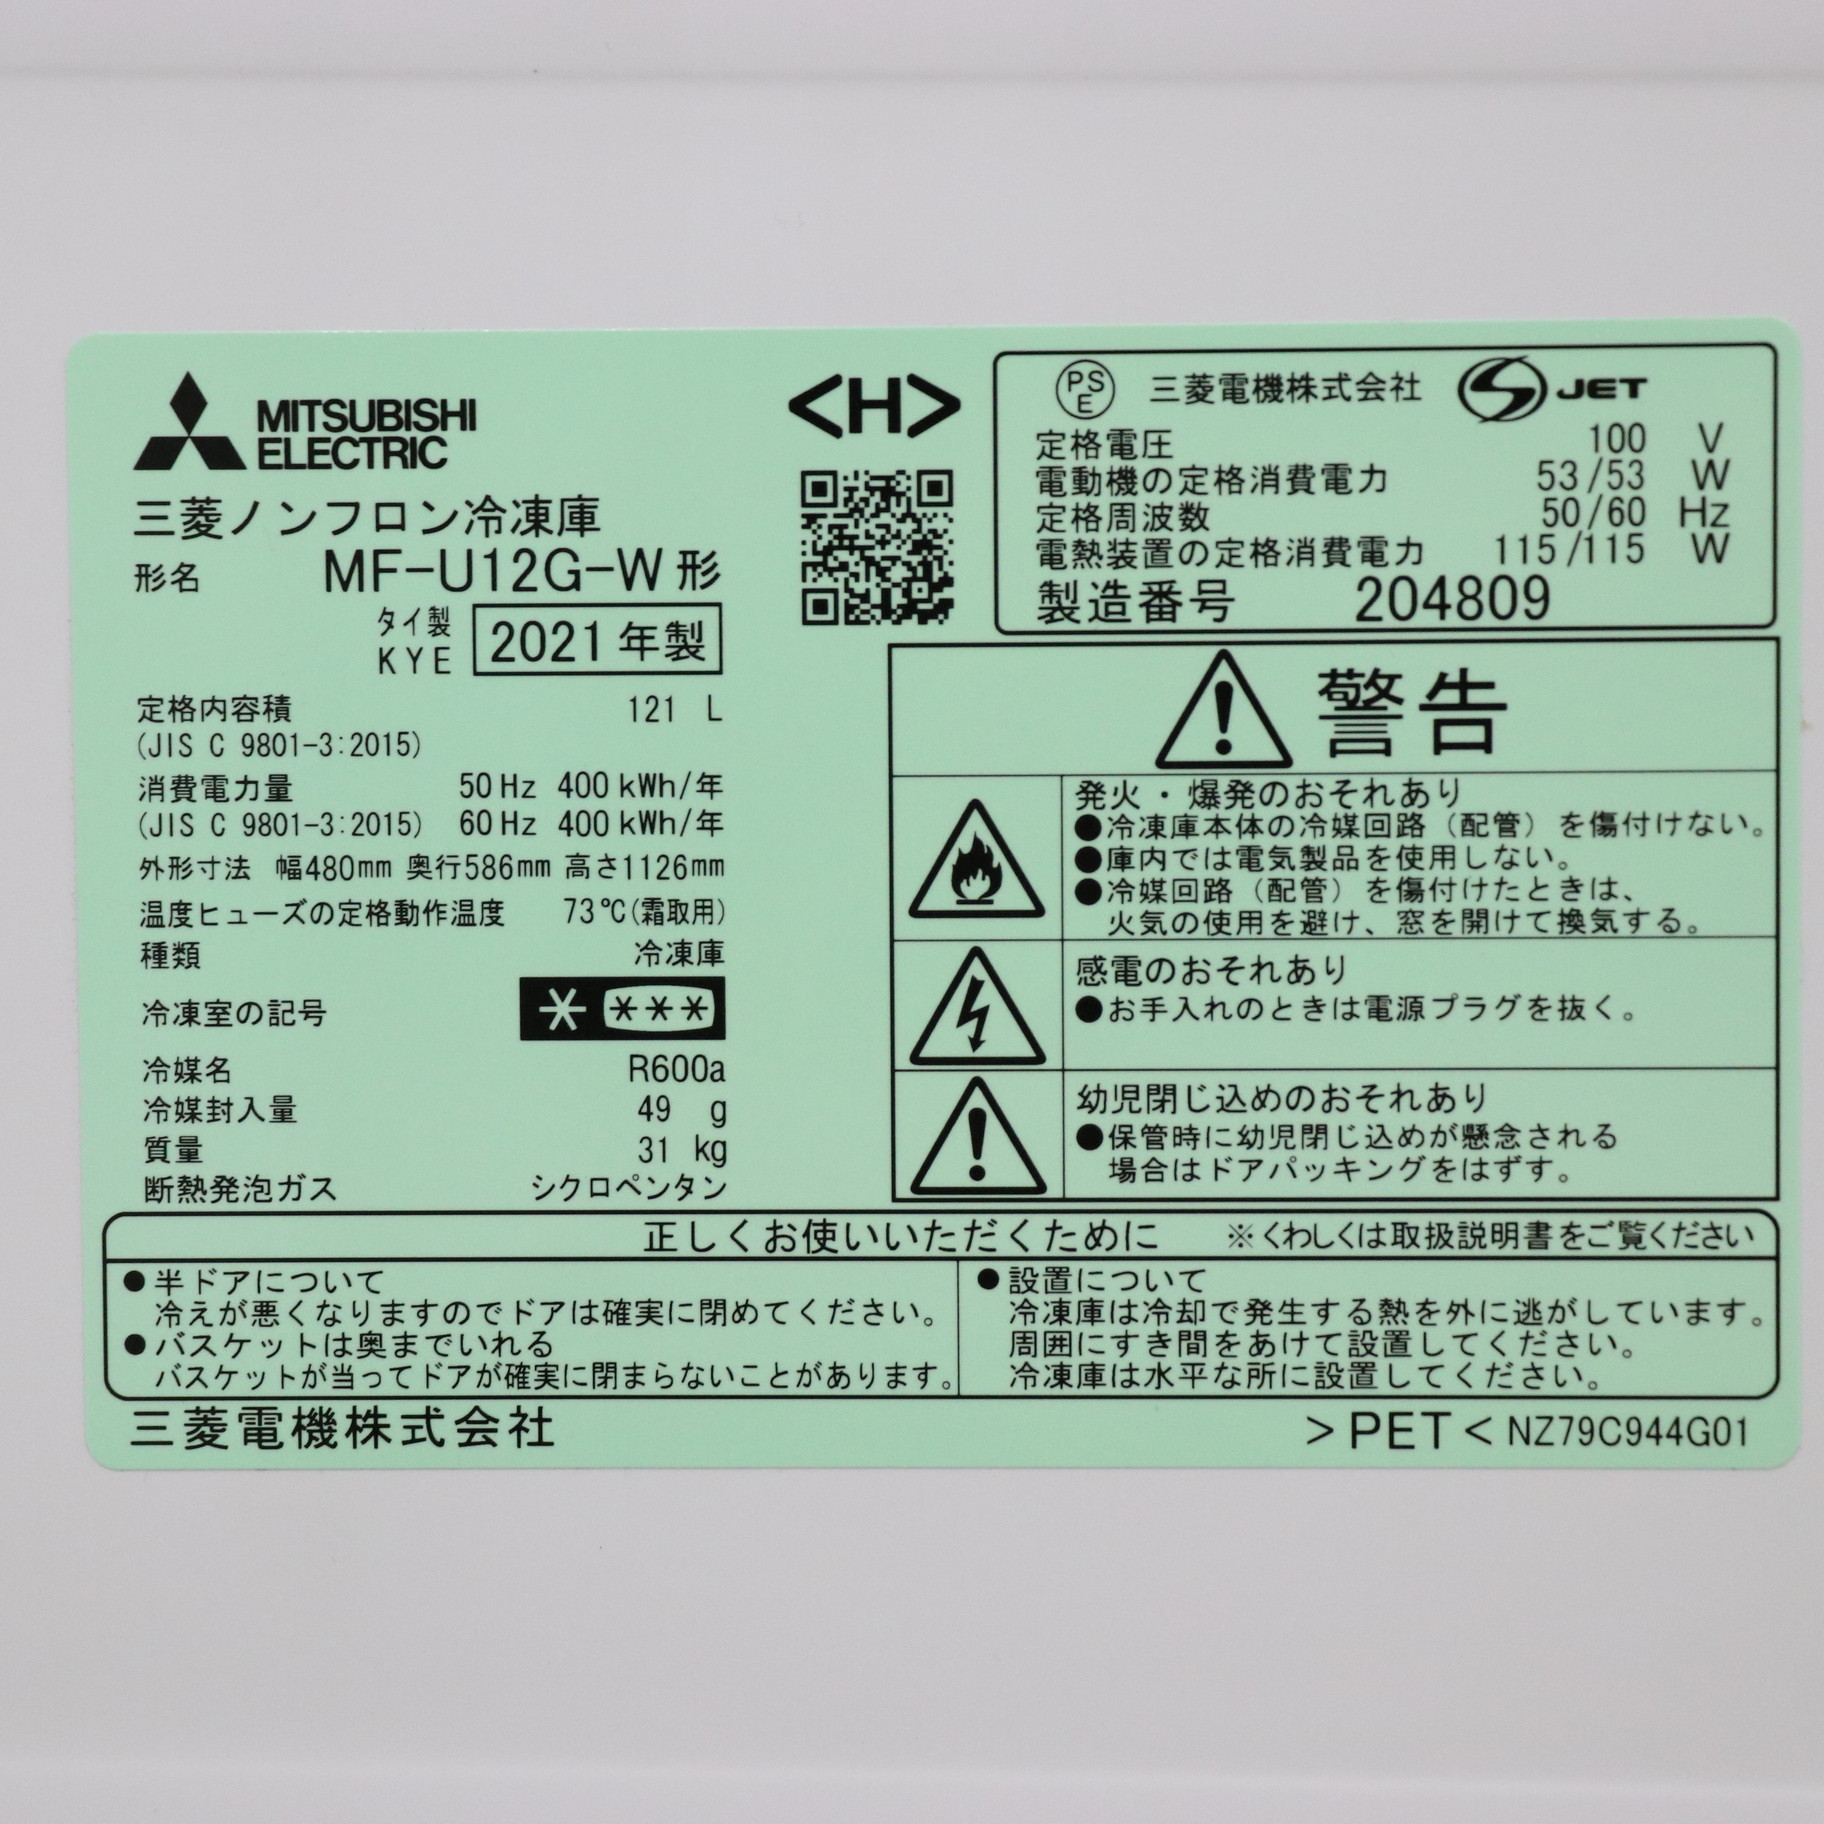 MITSUBISHI
ELECTRIC
三菱ノンフロン冷凍庫
形名 MF-U12G-W形
タイ製
KYE
2021年製
定格内容積 121 L
(JIS C 9801-3:2015)
消費電力量 50Hz 400kWh/年
(JIS C 9801-3:2015) 60Hz 400kWh/年
外形寸法 幅480mm 奥行586mm 高さ1126mm
温度ヒューズの定格動作温度 73℃(霜取用)
種類 冷凍庫
冷凍室の記号 * ***
冷媒名 R600a
冷媒封入量 49 g
質量 31 kg
断熱発泡ガス シクロペンタン
<H>
PSE 三菱電機株式会社 S JET
定格電圧 100 V
電動機の定格消費電力 53/53 W
定格周波数 50/60 Hz
電熱装置の定格消費電力 115/115 W
製造番号 204809
警告
発火・爆発のおそれあり
●冷凍庫本体の冷媒回路(配管)を傷付けない。
●庫内では電気製品を使用しない。
●冷媒回路(配管)を傷付けたときは、
火気の使用を避け、窓を開けて換気する。
感電のおそれあり
●お手入れのときは電源プラグを抜く。
幼児閉じ込めのおそれあり
●保管時に幼児閉じ込めが懸念される
場合はドアパッキングをはずす。
正しくお使いいただくために ※くわしくは取扱説明書をご覧ください
●半ドアについて
冷えが悪くなりますのでドアは確実に閉めてください。
●バスケットは奥までいれる
バスケットが当ってドアが確実に閉まらないことがあります。
●設置について
冷凍庫は冷却で発生する熱を外に逃がしています。
周囲にすき間をあけて設置してください。
冷凍庫は水平な所に設置してください。
三菱電機株式会社
>PET< NZ79C944G01